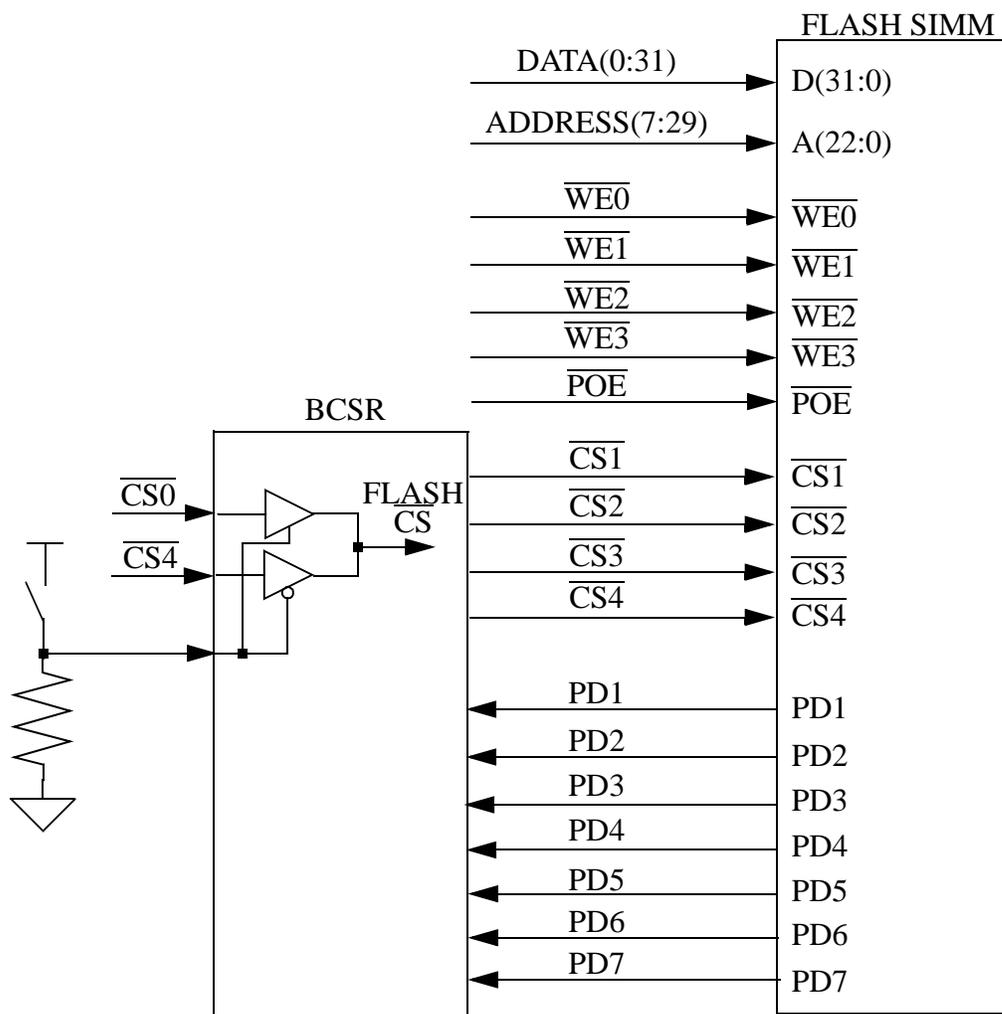 FLASH SIMM
DATA(0:31)
D(31:0)
ADDRESS(7:29)
A(22:0)
WE0
WE0
WE1
WE1
WE2
WE2
WE3
WE3
POE
POE
BCSR
CS1
CS1
CS0
FLASH
CS
CS2
CS2
CS4
CS3
CS3
CS4
CS4
PD1
PD1
PD2
PD2
PD3
PD3
PD4
PD4
PD5
PD5
PD6
PD6
PD7
PD7